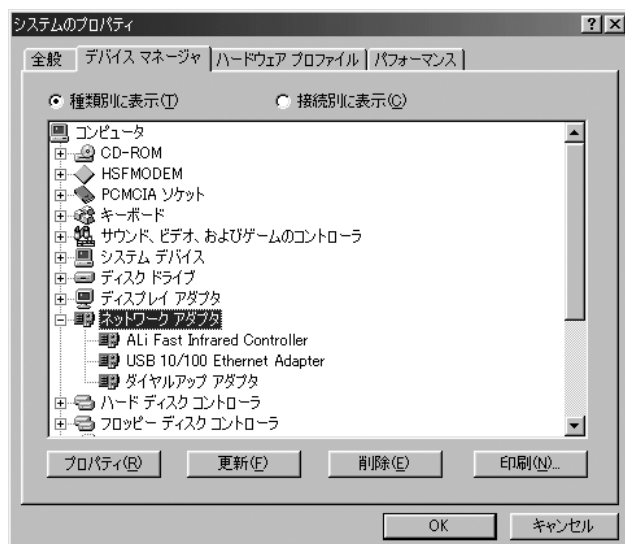 システムのプロパティ
全般 デバイス マネージャ ハードウェア プロファイル パフォーマンス
種類別に表示(T) 接続別に表示(C)
コンピュータ
CD-ROM
HSFMODEM
PCMCIA ソケット
キーボード
サウンド、ビデオ、およびゲームのコントローラ
システム デバイス
ディスク ドライブ
ディスプレイ アダプタ
ネットワーク アダプタ
ALi Fast Infrared Controller
USB 10/100 Ethernet Adapter
ダイヤルアップ アダプタ
ハード ディスク コントローラ
フロッピー ディスク コントローラ
プロパティ(R) 更新(F) 削除(E) 印刷(N)...
OK キャンセル